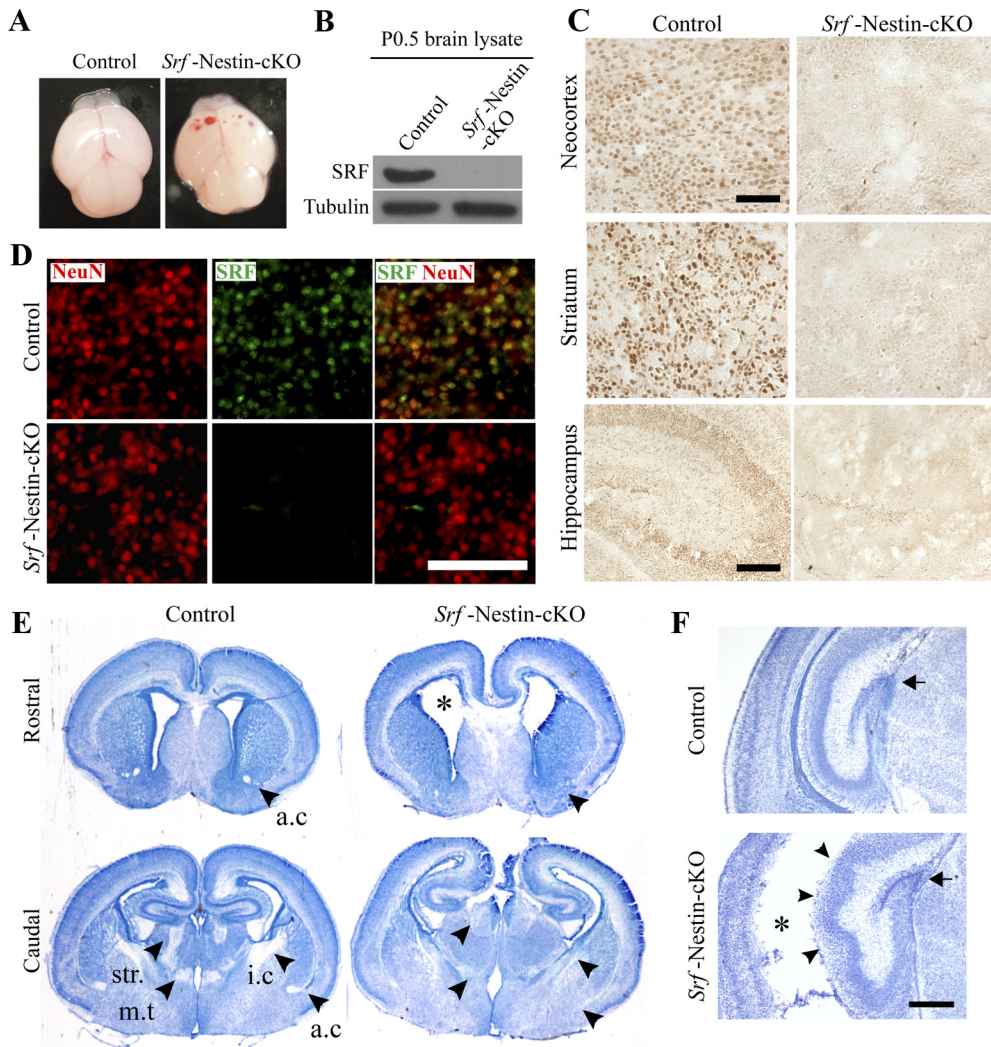 A
Control
Srf -Nestin-cKO
B
P0.5 brain lysate
Control
Srf -Nestin
-cKO
SRF
Tubulin
C
Control
Srf -Nestin-cKO
Neocortex
Striatum
Hippocampus
D
NeuN
SRF
SRF NeuN
Control
Srf -Nestin-cKO
E
Control
Srf -Nestin-cKO
Rostral
*
a.c
Caudal
str.
m.t
i.c
a.c
F
Control
Srf -Nestin-cKO
*